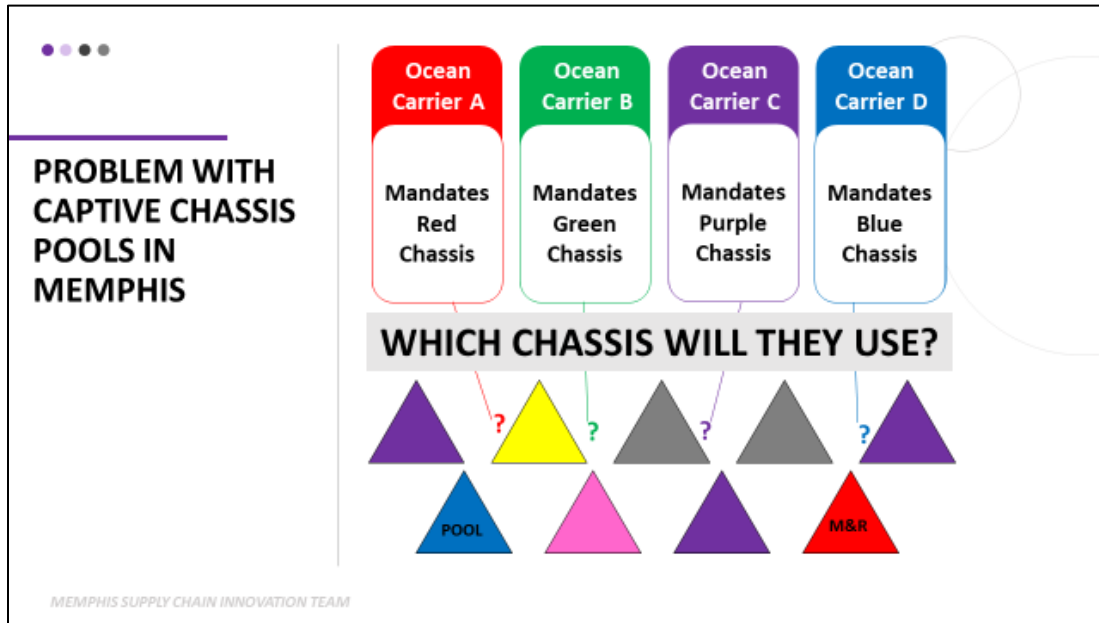 PROBLEM WITH
CAPTIVE CHASSIS
POOLS IN
MEMPHIS
Ocean
Carrier A
Mandates
Red
Chassis
Ocean
Carrier B
Mandates
Green
Chassis
Ocean
Carrier C
Mandates
Purple
Chassis
Ocean
Carrier D
Mandates
Blue
Chassis
WHICH CHASSIS WILL THEY USE?
?
?
?
?
POOL
M&R
MEMPHIS SUPPLY CHAIN INNOVATION TEAM